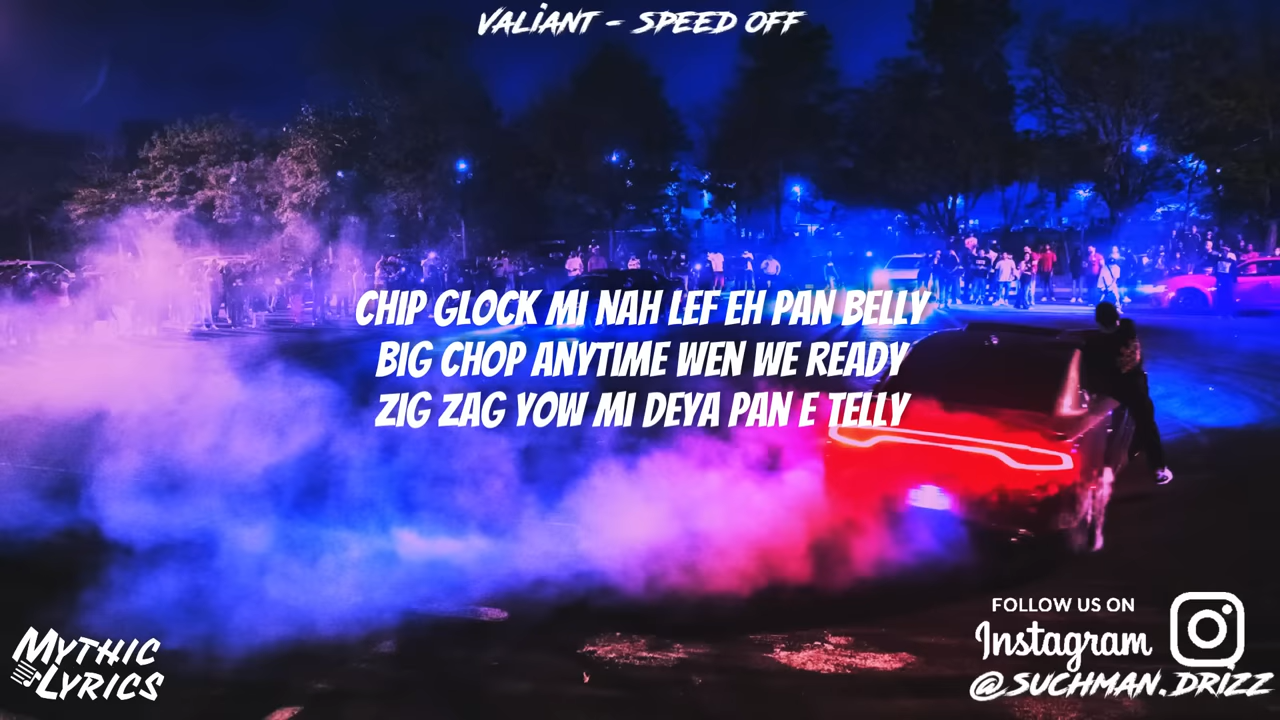 VALIANT - SPEED OFF
CHIP GLOCK MI NAH LEF EH PAN BELLY
BIG CHOP ANYTIME WEN WE READY
ZIG ZAG YOW MI DEYA PAN E TELLY
FOLLOW US ON
Instagram
@SUCHMAN.DRIZZ
MYTHIC
LYRICS